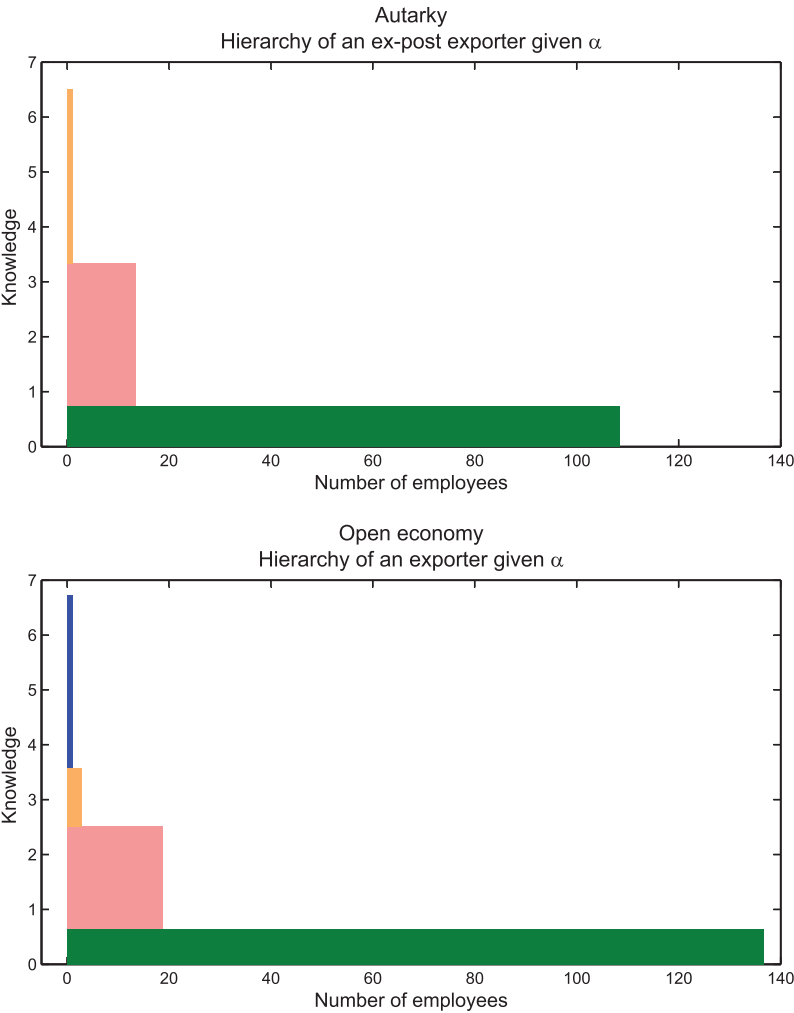 Autarky
Hierarchy of an ex-post exporter given α
7
6
5
4
3
2
1
0
Knowledge
0 20 40 60 80 100 120 140
Number of employees
Open economy
Hierarchy of an exporter given α
7
6
5
4
3
2
1
0
Knowledge
0 20 40 60 80 100 120 140
Number of employees